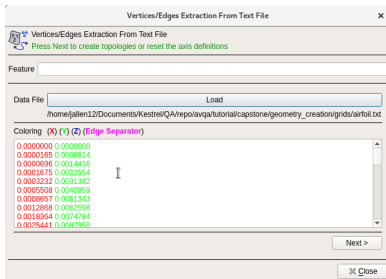 Vertices/Edges Extraction From Text File
Vertices/Edges Extraction From Text File
Press Next to create topologies or reset the axis definitions
Feature
Data File Load
/home/jallen12/Documents/Kestrel/QA/repo/avqa/tutorial/capstone/geometry_creation/grids/airfoil.txt
Coloring (X) (Y) (Z) (Edge Separator)
0.0000000 0.0000000
0.0000165 0.0006914
0.0000696 0.0014416
0.0001675 0.0022554
0.0003232 0.0031382
0.0005508 0.0040959
0.0008657 0.0051343
0.0012868 0.0062598
0.0018364 0.0074784
0.0025441 0.0087958
Next >
Close